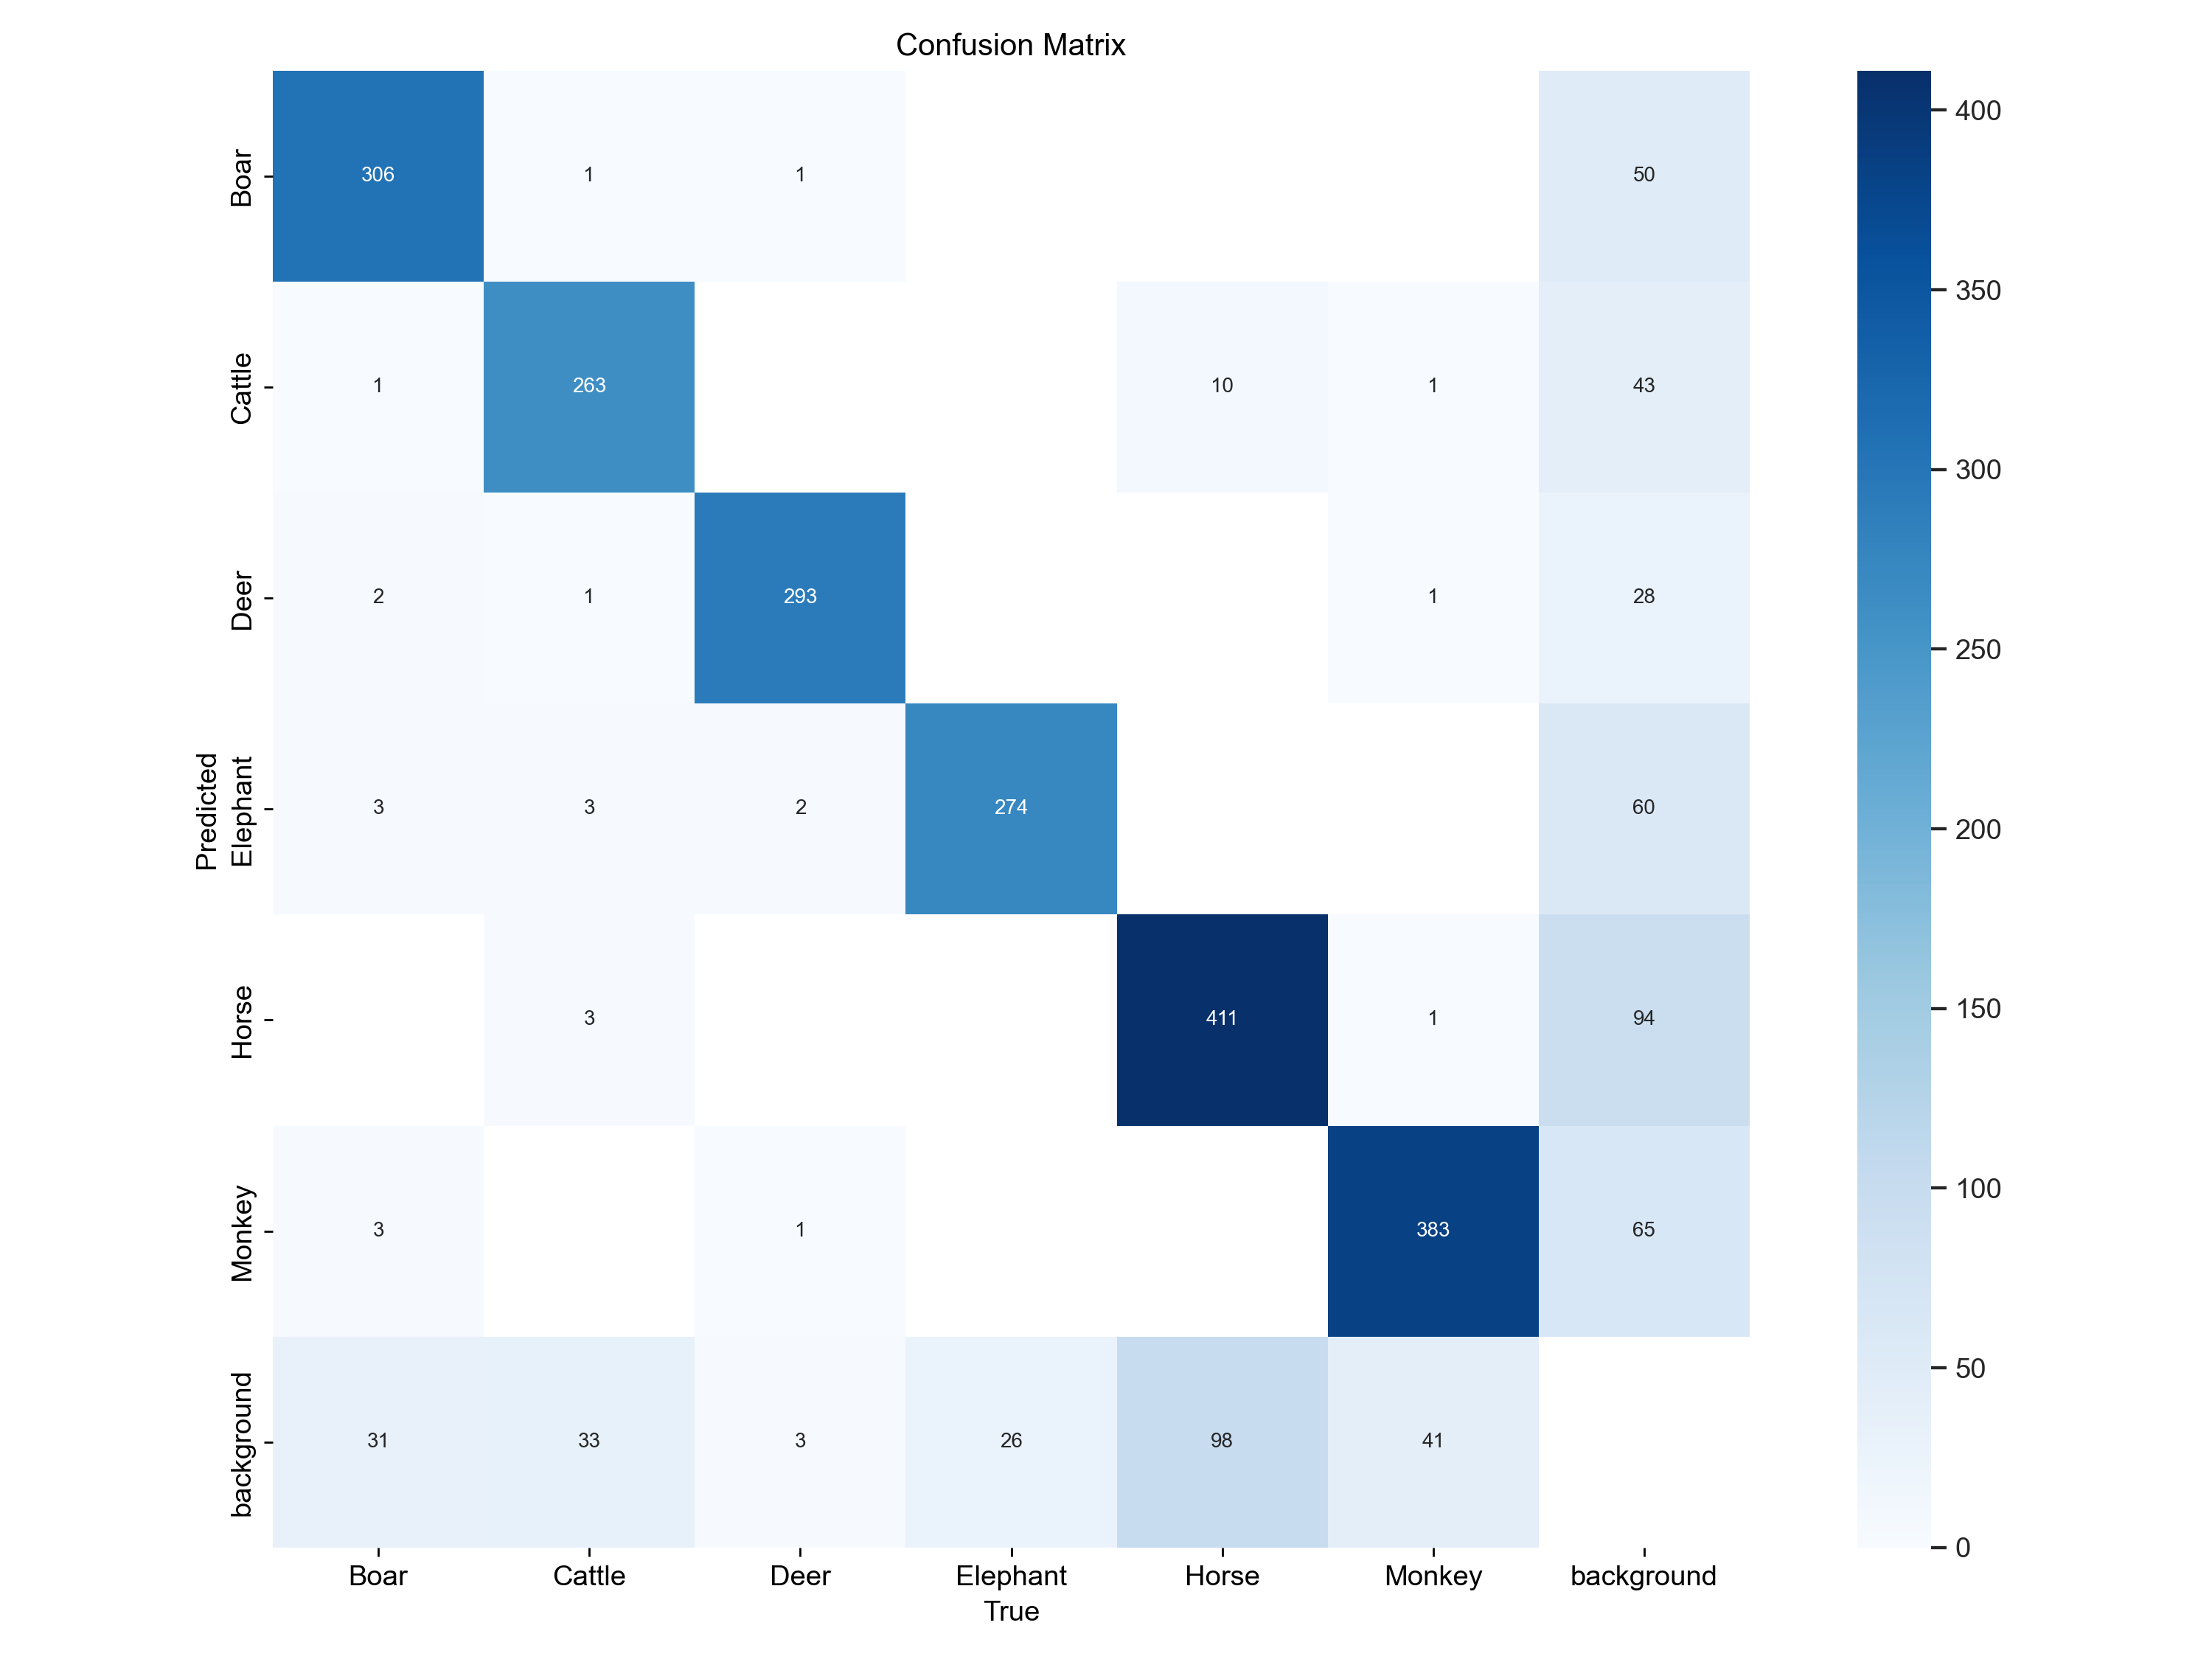 Confusion Matrix
Boar 306 1 1 50
Cattle 1 263 10 1 43
Deer 2 1 293 1 28
Elephant 3 3 2 274 60
Horse 3 411 1 94
Monkey 3 1 383 65
background 31 33 3 26 98 41
Predicted
Boar Cattle Deer Elephant Horse Monkey background
True
400
350
300
250
200
150
100
50
0